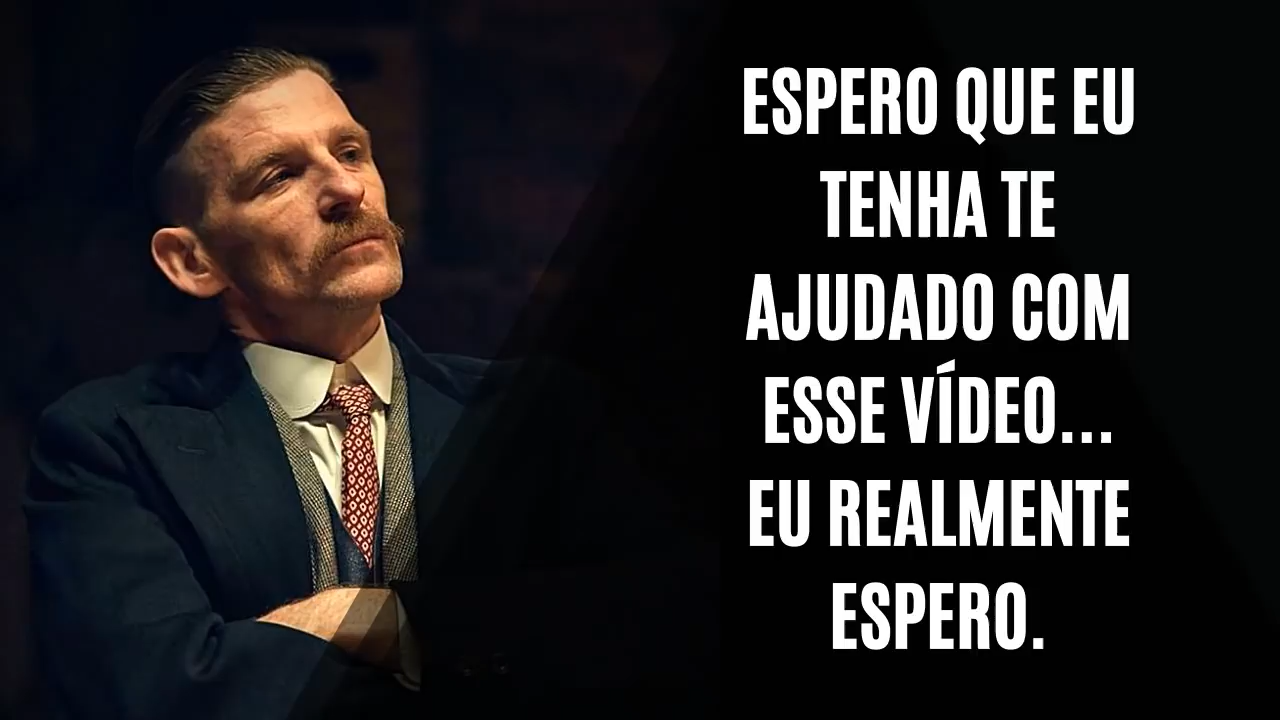 ESPERO QUE EU
TENHA TE
AJUDADO COM
ESSE VÍDEO...
EU REALMENTE
ESPERO.